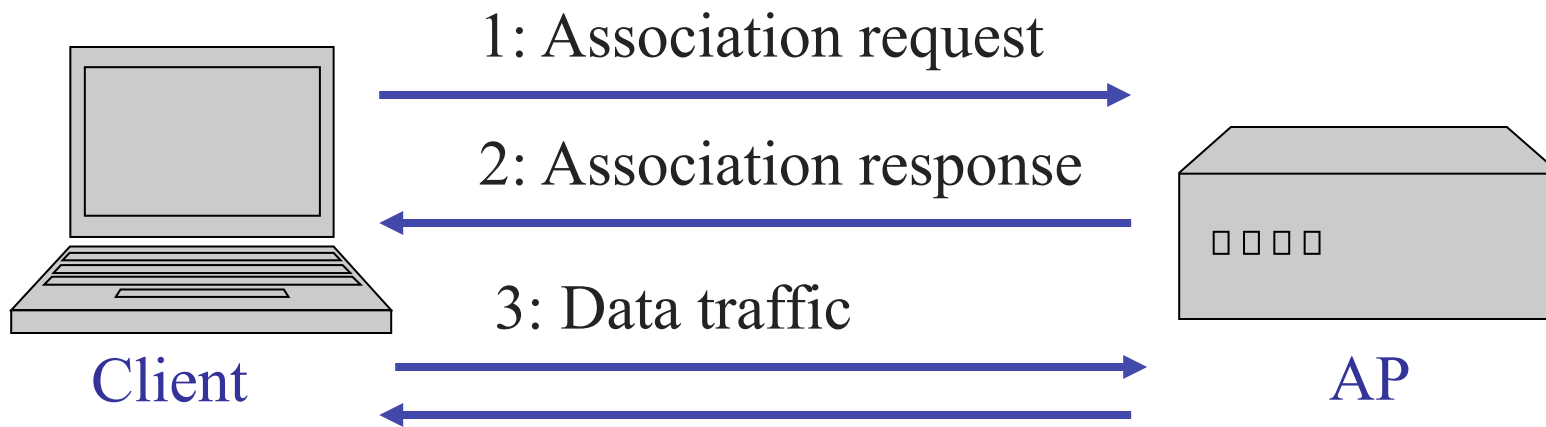 1: Association request
2: Association response
3: Data traffic
Client
AP